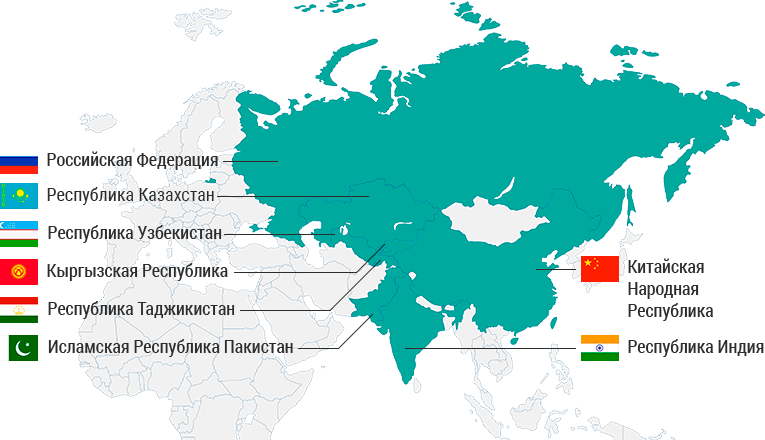 Российская Федерация
Республика Казахстан
Республика Узбекистан
Кыргызская Республика
Республика Таджикистан
Исламская Республика Пакистан
Китайская
Народная
Республика
Республика Индия